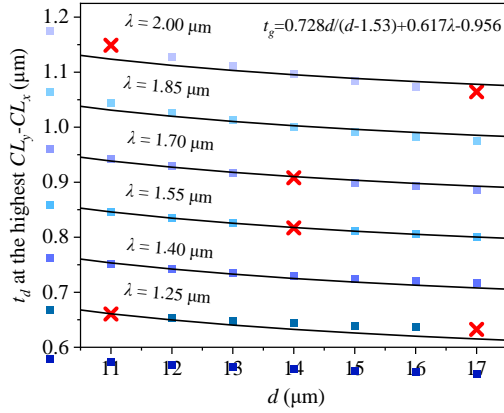 λ = 2.00 μm
t_g=0.728d/(d-1.53)+0.617λ-0.956
λ = 1.85 μm
λ = 1.70 μm
λ = 1.55 μm
λ = 1.40 μm
λ = 1.25 μm
1.2
1.1
1.0
0.9
0.8
0.7
0.6
t_d at the highest CL_y-CL_x (μm)
11 12 13 14 15 16 17
d (μm)